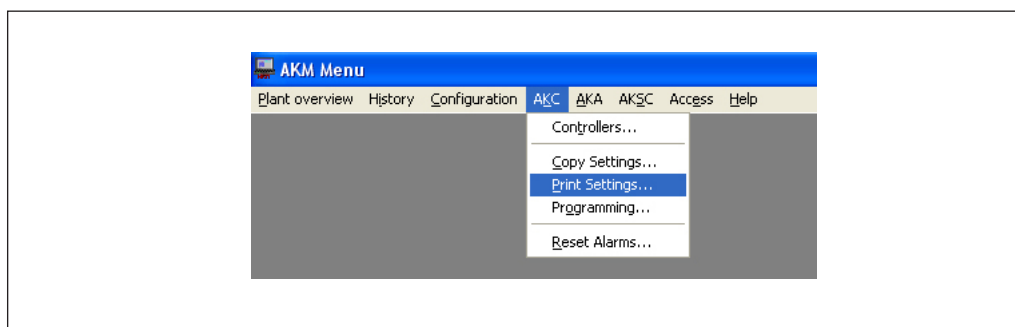 AKM Menu
Plant overview History Configuration AKC AKA AKSC Access Help
Controllers...
Copy Settings...
Print Settings...
Programming...
Reset Alarms...